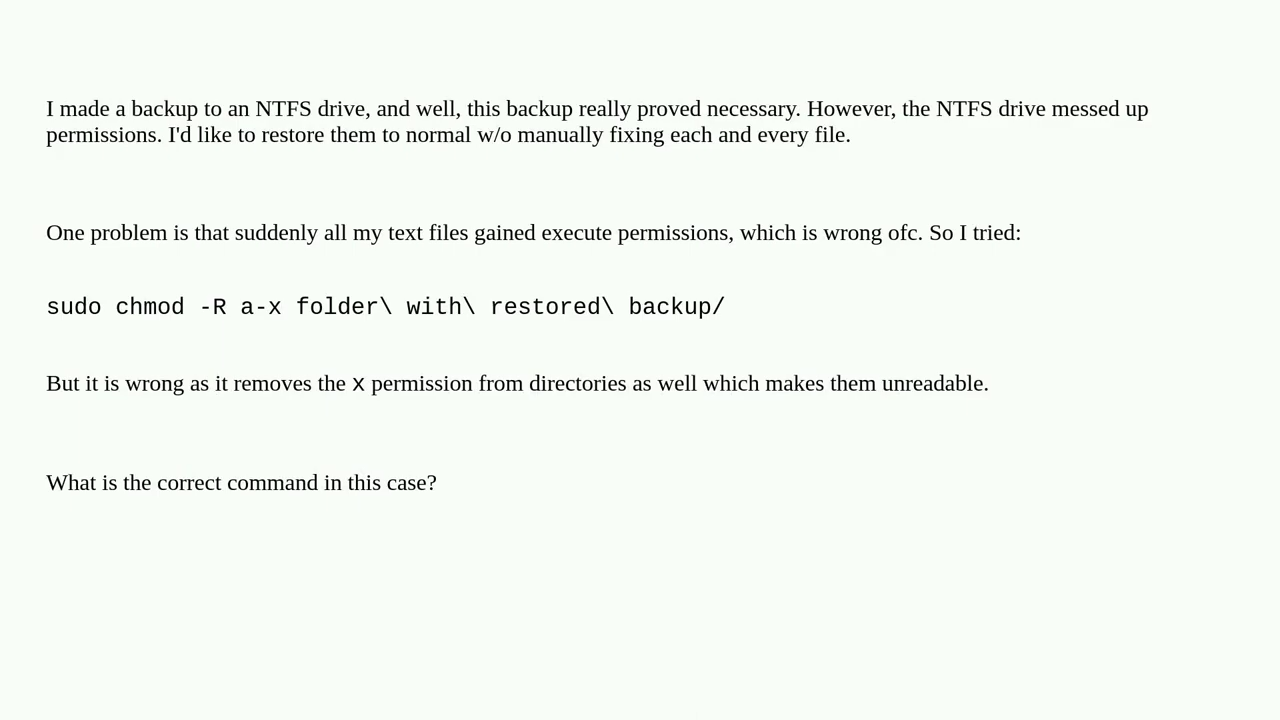 I made a backup to an NTFS drive, and well, this backup really proved necessary. However, the NTFS drive messed up
permissions. I'd like to restore them to normal w/o manually fixing each and every file.
One problem is that suddenly all my text files gained execute permissions, which is wrong ofc. So I tried:
sudo chmod -R a-x folder\ with\ restored\ backup/
But it is wrong as it removes the x permission from directories as well which makes them unreadable.
What is the correct command in this case?